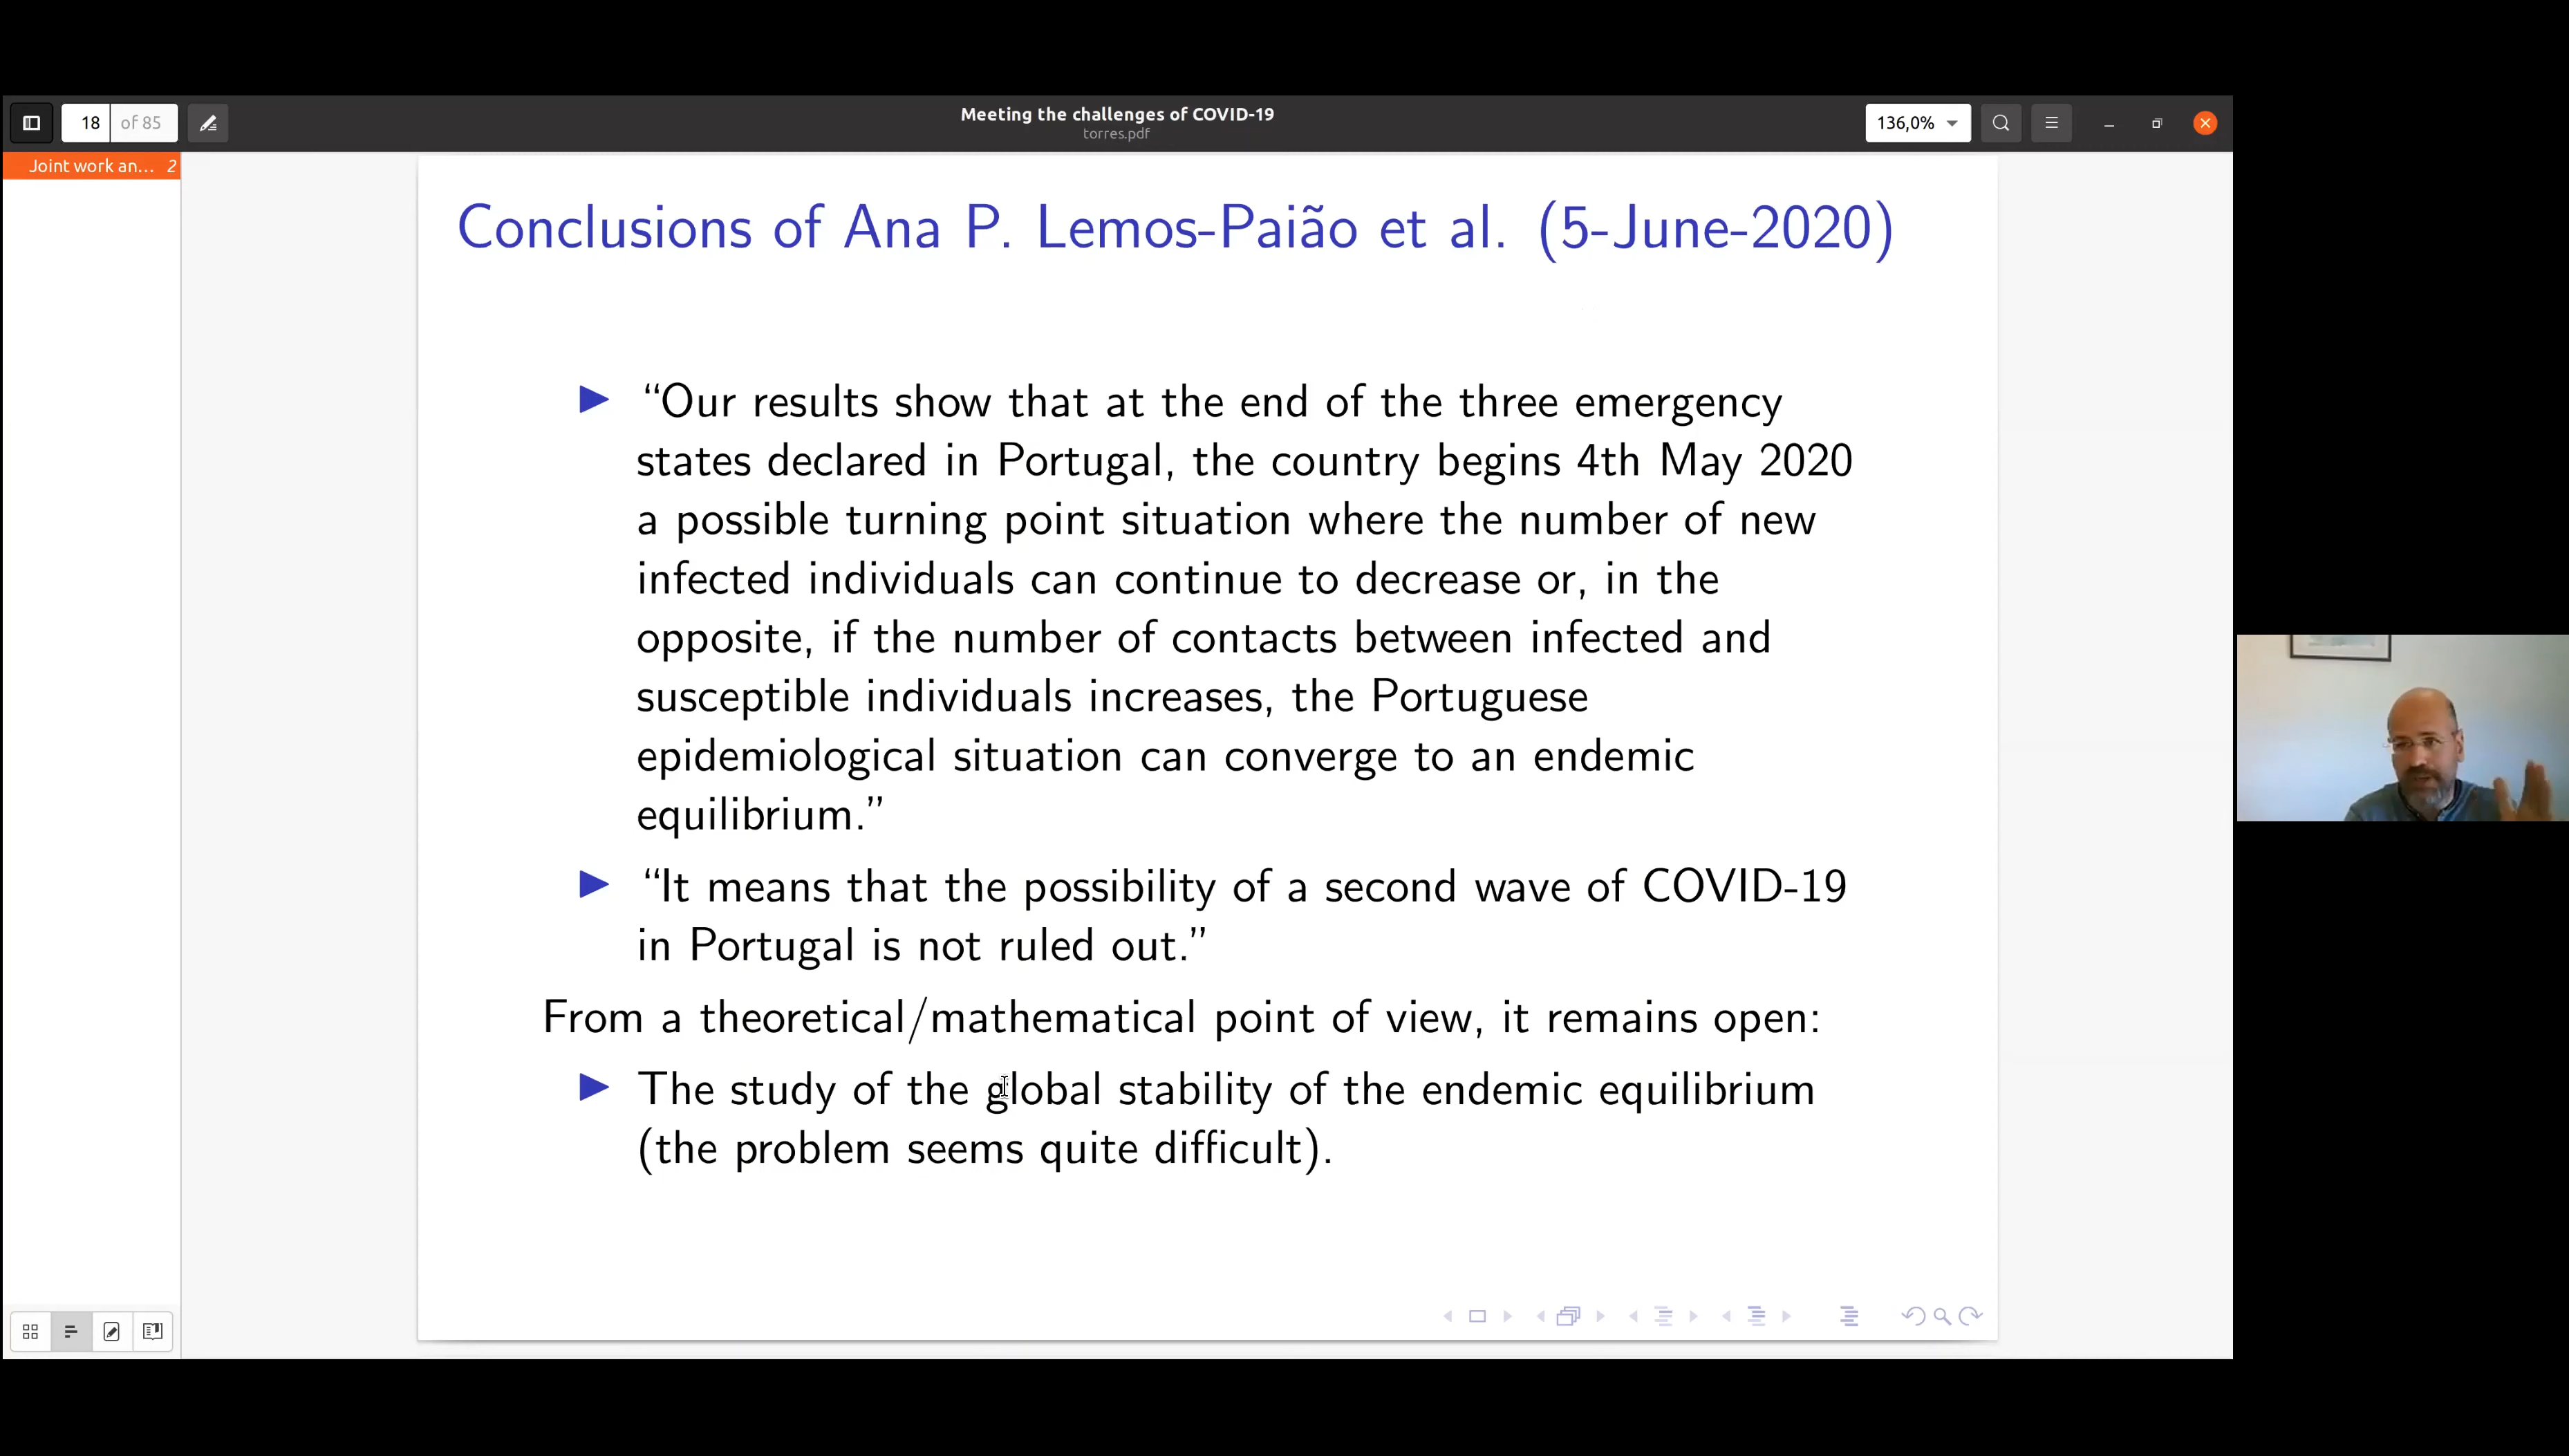 18 of 85
Meeting the challenges of COVID-19
torres.pdf
136,0%
Joint work an... 2
Conclusions of Ana P. Lemos-Paião et al. (5-June-2020)
“Our results show that at the end of the three emergency
states declared in Portugal, the country begins 4th May 2020
a possible turning point situation where the number of new
infected individuals can continue to decrease or, in the
opposite, if the number of contacts between infected and
susceptible individuals increases, the Portuguese
epidemiological situation can converge to an endemic
equilibrium.”
“It means that the possibility of a second wave of COVID-19
in Portugal is not ruled out.”
From a theoretical/mathematical point of view, it remains open:
The study of the global stability of the endemic equilibrium
(the problem seems quite difficult).